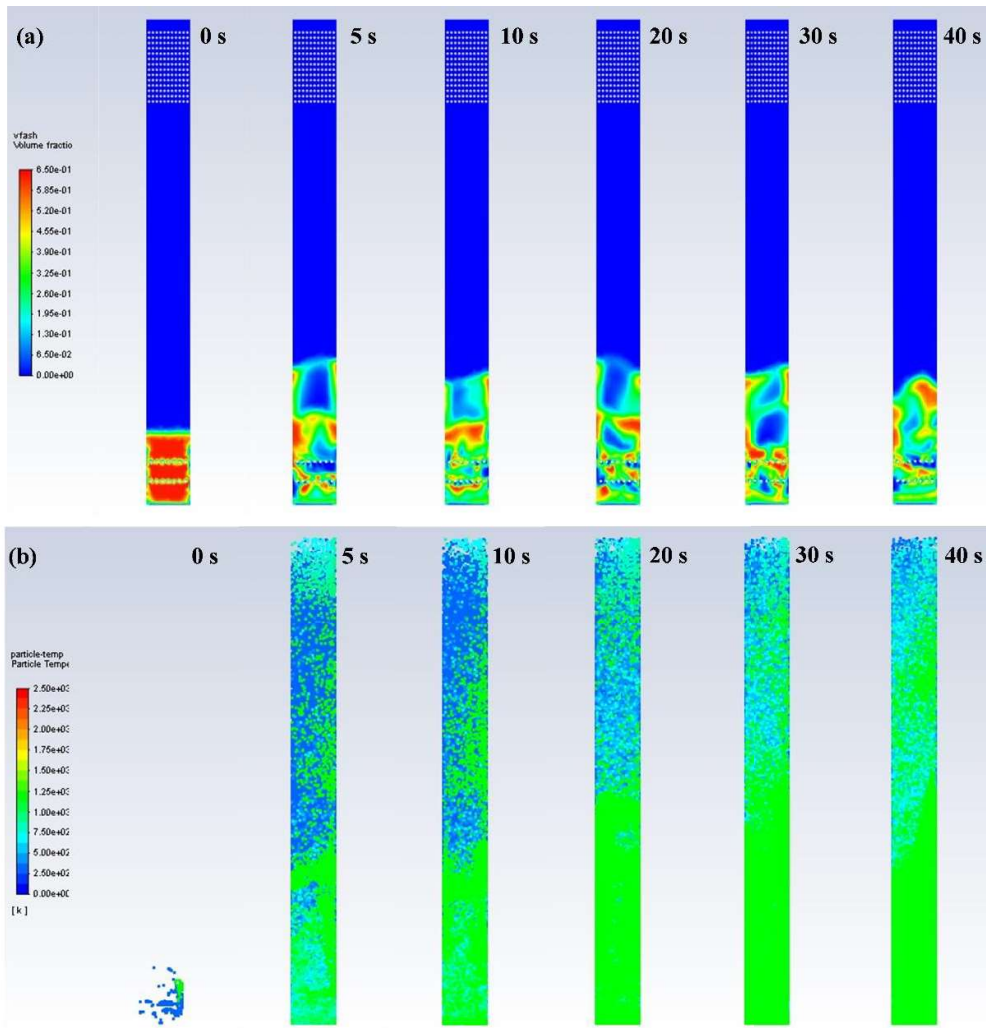 (a) 0 s 5 s 10 s 20 s 30 s 40 s
vfash
Volume fractio
6.50e-01
5.85e-01
5.20e-01
4.55e-01
3.90e-01
3.25e-01
2.60e-01
1.95e-01
1.30e-01
6.50e-02
0.00e+00
(b) 0 s 5 s 10 s 20 s 30 s 40 s
particle-temp
Particle Tempe
2.50e+03
2.25e+03
2.00e+03
1.75e+03
1.50e+03
1.25e+03
1.00e+03
7.50e+02
5.00e+02
2.50e+02
0.00e+00
[k]